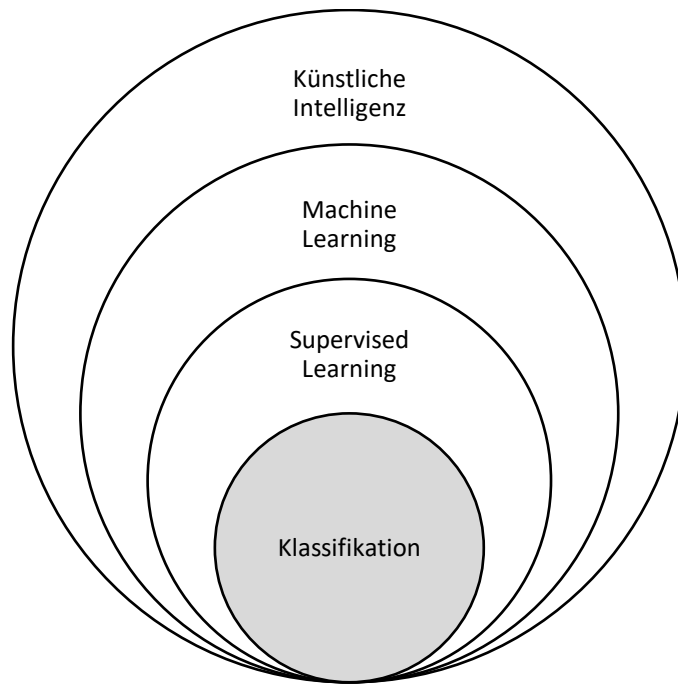 Künstliche
Intelligenz
Machine
Learning
Supervised
Learning
Klassifikation